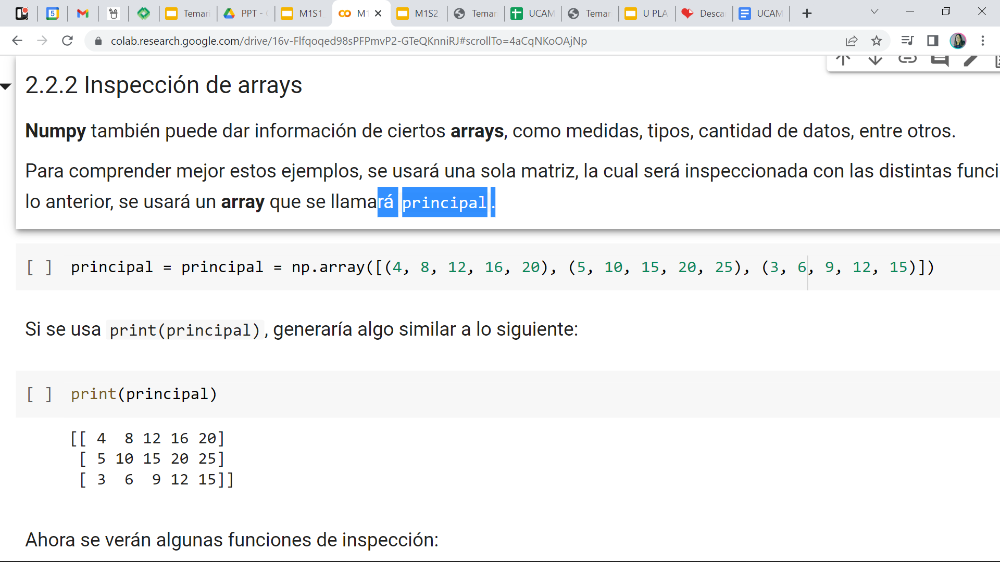 5
Temari
PPT -
M1S1_
M1
M1S2_
Temar
UCAM
Temar
U PLA
Desca
UCAM
colab.research.google.com/drive/16v-Flfqoqed98sPFPmvP2-GTeQKnniRJ#scrollTo=4aCqNKoOAjNp
2.2.2 Inspección de arrays
Numpy también puede dar información de ciertos arrays, como medidas, tipos, cantidad de datos, entre otros.
Para comprender mejor estos ejemplos, se usará una sola matriz, la cual será inspeccionada con las distintas funci
lo anterior, se usará un array que se llamará principal.
[ ] principal = principal = np.array([(4, 8, 12, 16, 20), (5, 10, 15, 20, 25), (3, 6, 9, 12, 15)])
Si se usa print(principal), generaría algo similar a lo siguiente:
[ ] print(principal)
[[ 4  8 12 16 20]
[ 5 10 15 20 25]
[ 3  6  9 12 15]]
Ahora se verán algunas funciones de inspección: